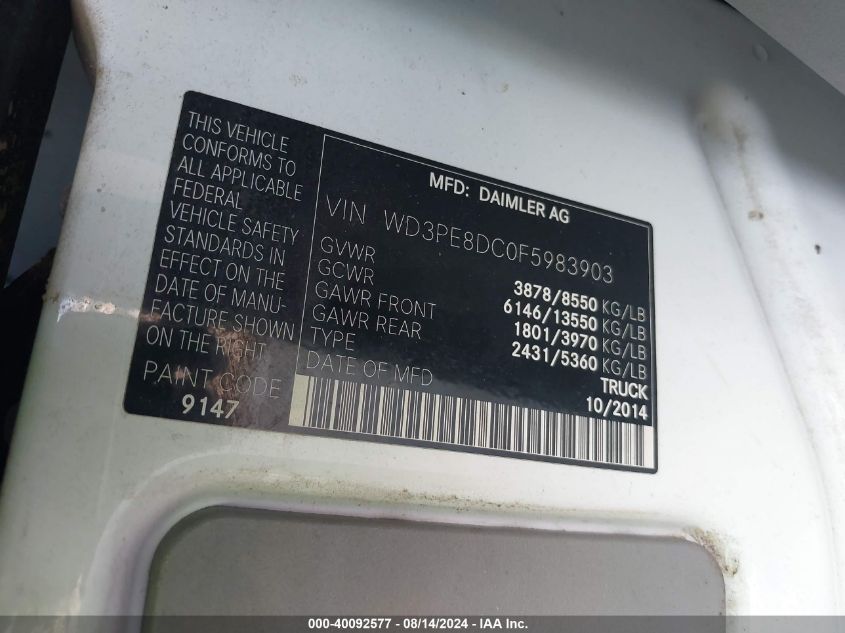 THIS VEHICLE
CONFORMS TO
ALL APPLICABLE
FEDERAL
VEHICLE SAFETY
STANDARDS IN
EFFECT ON THE
DATE OF MANU-
FACTURE SHOWN
ON THE RIGHT
PAINT CODE
9147
MFD: DAIMLER AG
VIN WD3PE8DC0F5983903
GVWR 3878/8550 KG/LB
GCWR 6146/13550 KG/LB
GAWR FRONT 1801/3970 KG/LB
GAWR REAR 2431/5360 KG/LB
TYPE TRUCK
DATE OF MFD 10/2014
000-40092577 - 08/14/2024 - IAA Inc.